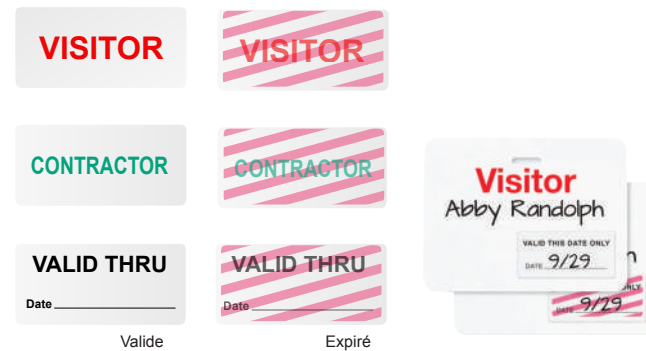 VISITOR
VISITOR
CONTRACTOR
CONTRACTOR
VALID THRU
Date
VALID THRU
Date
Valide
Expiré
Visitor
Abby Randolph
VALID THIS DATE ONLY
DATE 9/29
n
ONLY
DATE 9/29